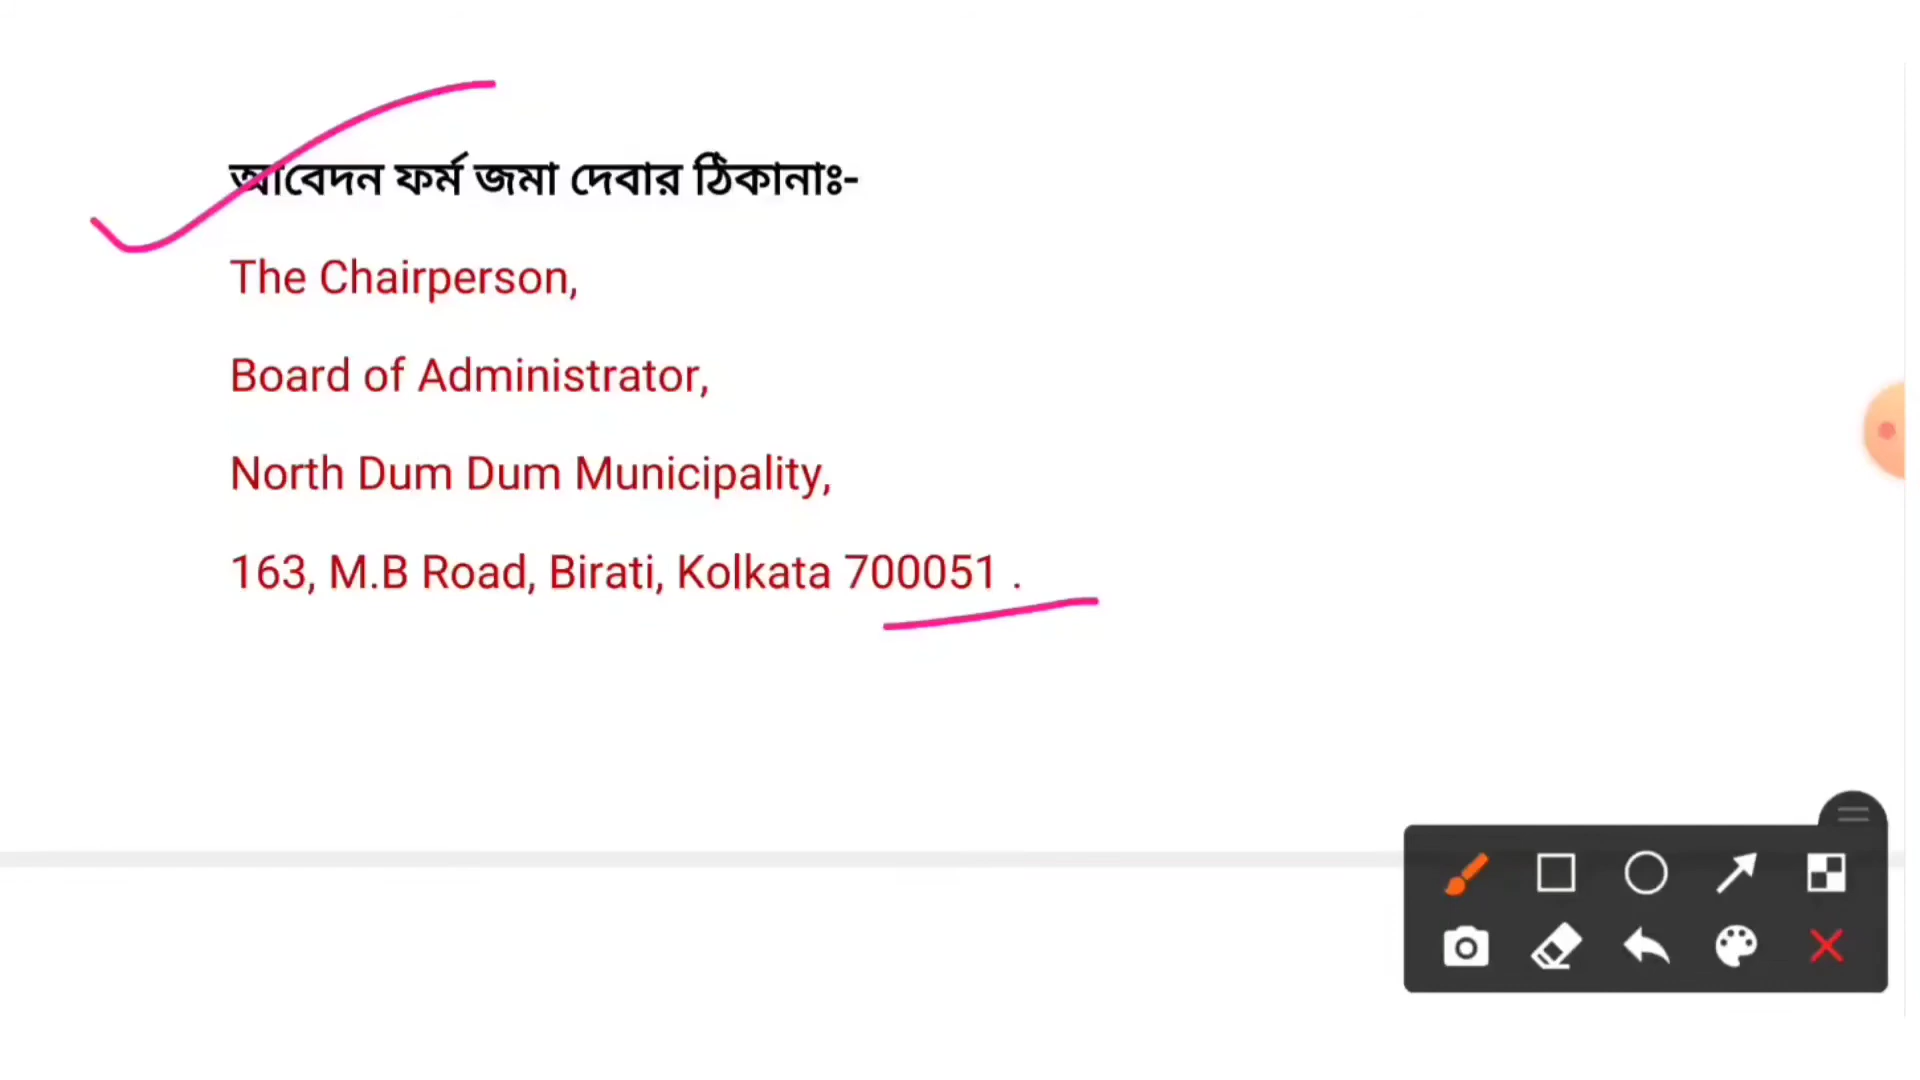 আবেদন ফর্ম জমা দেবার ঠিকানাঃ-
The Chairperson,
Board of Administrator,
North Dum Dum Municipality,
163, M.B Road, Birati, Kolkata 700051 .